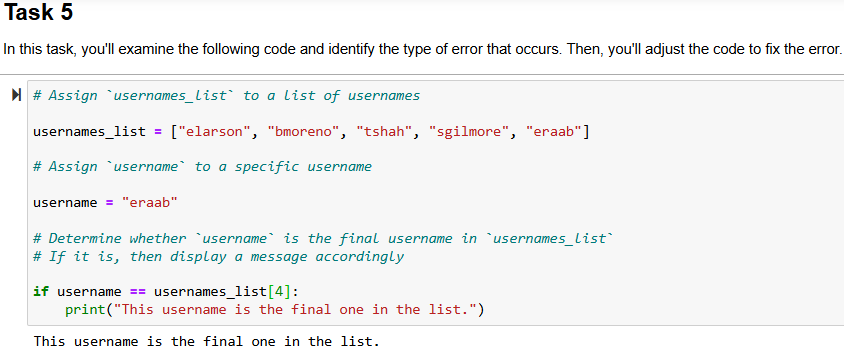 Task 5
In this task, you'll examine the following code and identify the type of error that occurs. Then, you'll adjust the code to fix the error.
# Assign `usernames_list` to a list of usernames
usernames_list = ["elarson", "bmoreno", "tshah", "sgilmore", "eraab"]
# Assign `username` to a specific username
username = "eraab"
# Determine whether `username` is the final username in `usernames_list`
# If it is, then display a message accordingly
if username == usernames_list[4]:
    print("This username is the final one in the list.")
This username is the final one in the list.